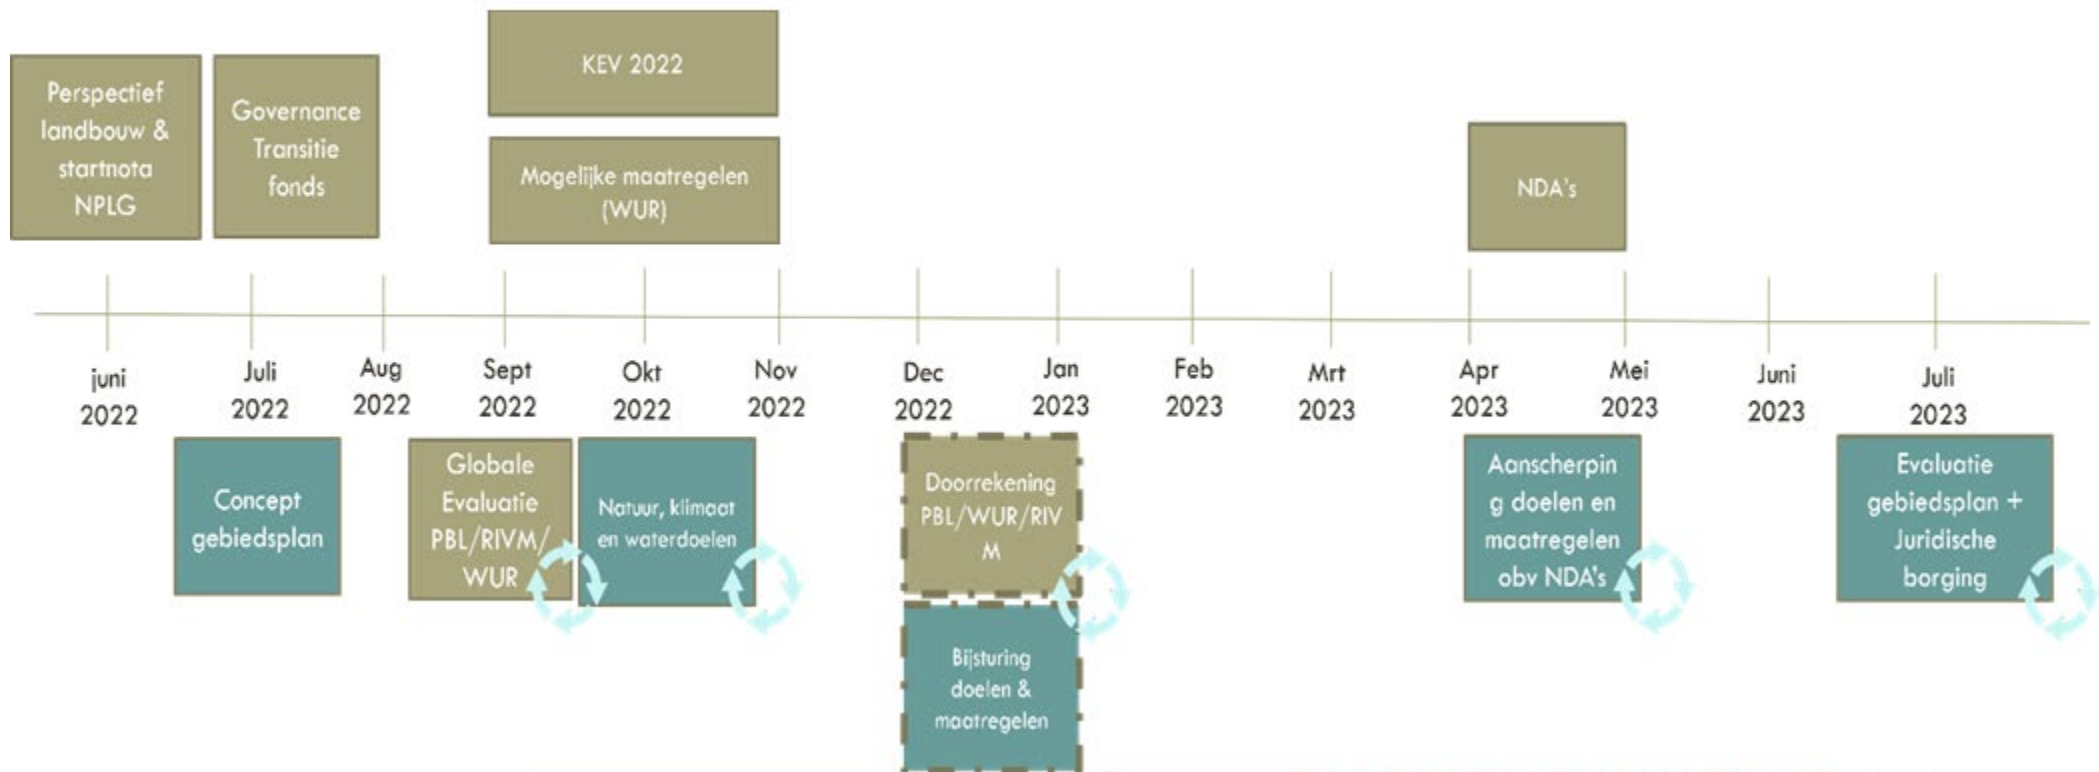 Perspectief
landbouw &
startnota
NPLG
Governance
Transitie
fonds
KEV 2022
Mogelijke maatregelen
(WUR)
NDA's
juni
2022
Juli
2022
Aug
2022
Sept
2022
Okt
2022
Nov
2022
Dec
2022
Jan
2023
Feb
2023
Mrt
2023
Apr
2023
Mei
2023
Juni
2023
Juli
2023
Concept
gebiedsplan
Globale
Evaluatie
PBL/RIVM/
WUR
Natuur, klimaat
en waterdoelen
Doorrekening
PBL/WUR/RIV
M
Bijsturing
doelen &
maatregelen
Aanscherpin
g doelen en
maatregelen
obv NDA's
Evaluatie
gebiedsplan +
Juridische
borging